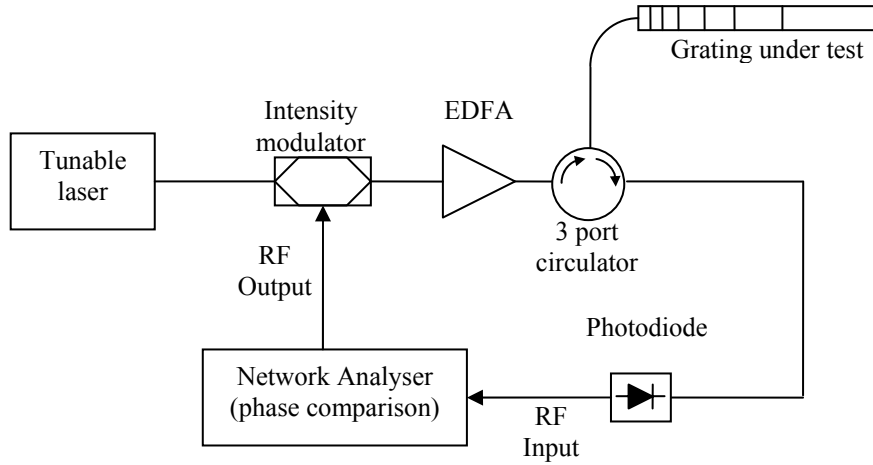 Grating under test
Intensity
modulator
EDFA
Tunable
laser
3 port
circulator
RF
Output
Photodiode
Network Analyser
(phase comparison)
RF
Input